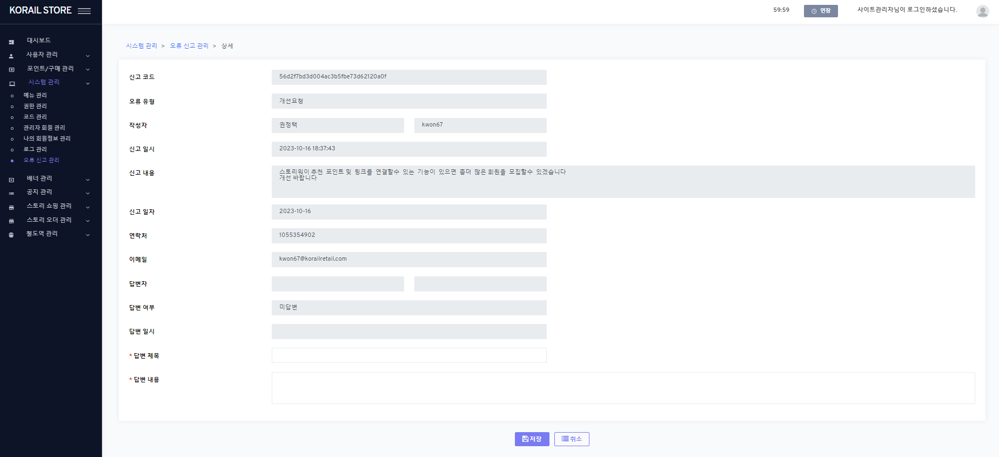 KORAIL STORE
59:59
연장
사이트관리자님이 로그인하셨습니다.
대시보드
사용자 관리
포인트/구매 관리
시스템 관리
메뉴 관리
권한 관리
코드 관리
관리자 회원 관리
나의 회원정보 관리
로그 관리
오류 신고 관리
배너 관리
공지 관리
스토리 쇼핑 관리
스토리 오더 관리
철도역 관리
시스템 관리 > 오류 신고 관리 > 상세
신고 코드 56d2f7bd3d004ac3b5fbe73d62120a0f
오류 유형 개선요청
작성자 권정택 kwon67
신고 일시 2023-10-16 18:37:43
신고 내용 스토리워이 추천 포인트 및 링크를 연결할수 있는 기능이 있으면 좀더 많은 회원을 모집할수 있겠습니다
개선 바랍니다
신고 일자 2023-10-16
연락처 1055354902
이메일 kwon67@korailretail.com
답변자
답변 여부 미답변
답변 일시
* 답변 제목
* 답변 내용
저장
취소